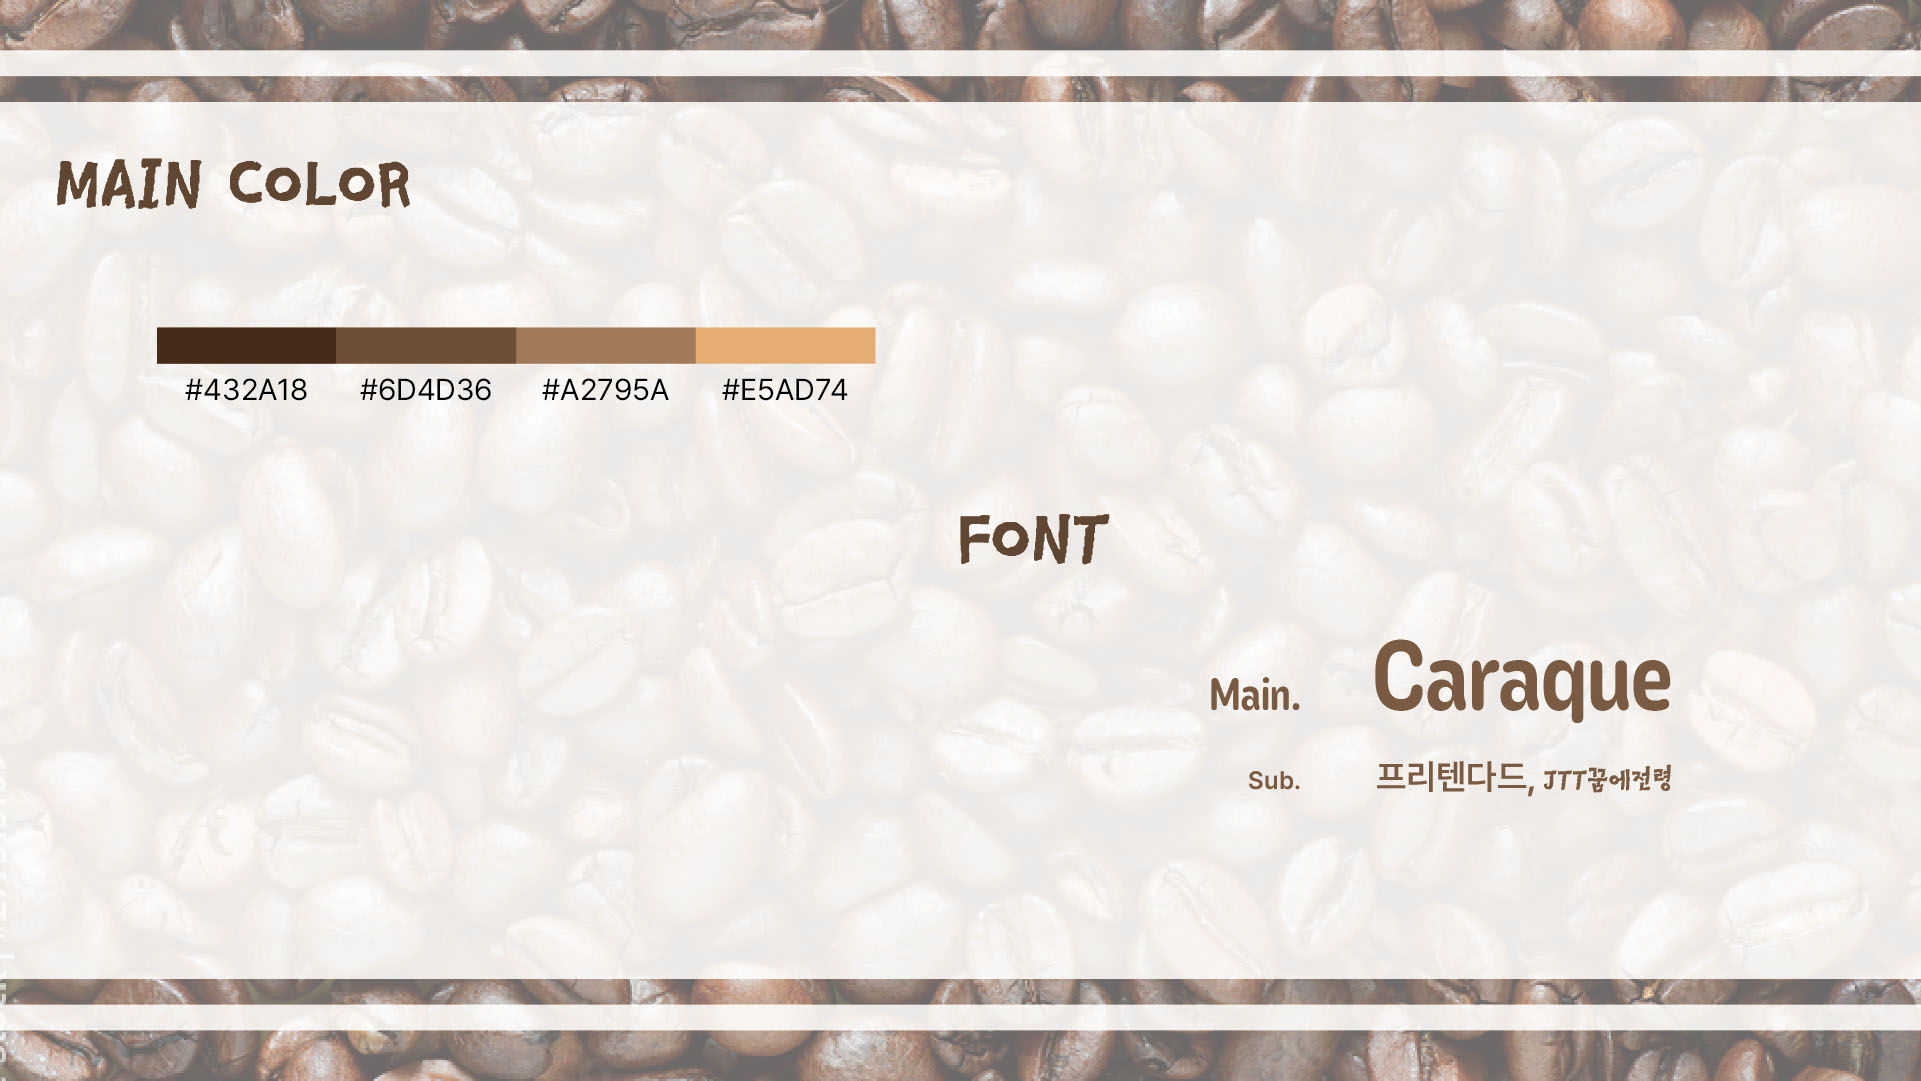 MAIN COLOR
#432A18 #6D4D36 #A2795A #E5AD74
FONT
Main. Caraque
Sub. 프리텐다드, JTT꿈에전령